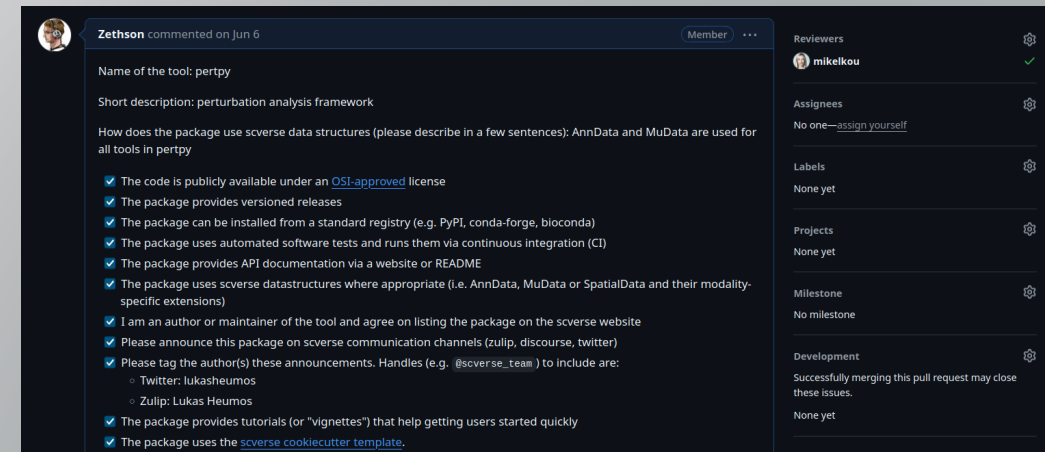 Zethson commented on Jun 6
Member
Name of the tool: pertpy
Short description: perturbation analysis framework
How does the package use scverse data structures (please describe in a few sentences): AnnData and MuData are used for
all tools in pertpy
The code is publicly available under an OSI-approved license
The package provides versioned releases
The package can be installed from a standard registry (e.g. PyPI, conda-forge, bioconda)
The package uses automated software tests and runs them via continuous integration (CI)
The package provides API documentation via a website or README
The package uses scverse datastructures where appropriate (i.e. AnnData, MuData or SpatialData and their modality-
specific extensions)
I am an author or maintainer of the tool and agree on listing the package on the scverse website
Please announce this package on scverse communication channels (zulip, discourse, twitter)
Please tag the author(s) these announcements. Handles (e.g. @scverse_team) to include are:
Twitter: lukasheumos
Zulip: Lukas Heumos
The package provides tutorials (or "vignettes") that help getting users started quickly
The package uses the scverse cookiecutter template.
Reviewers
mikelkou
Assignees
No one—assign yourself
Labels
None yet
Projects
None yet
Milestone
No milestone
Development
Successfully merging this pull request may close
these issues.
None yet